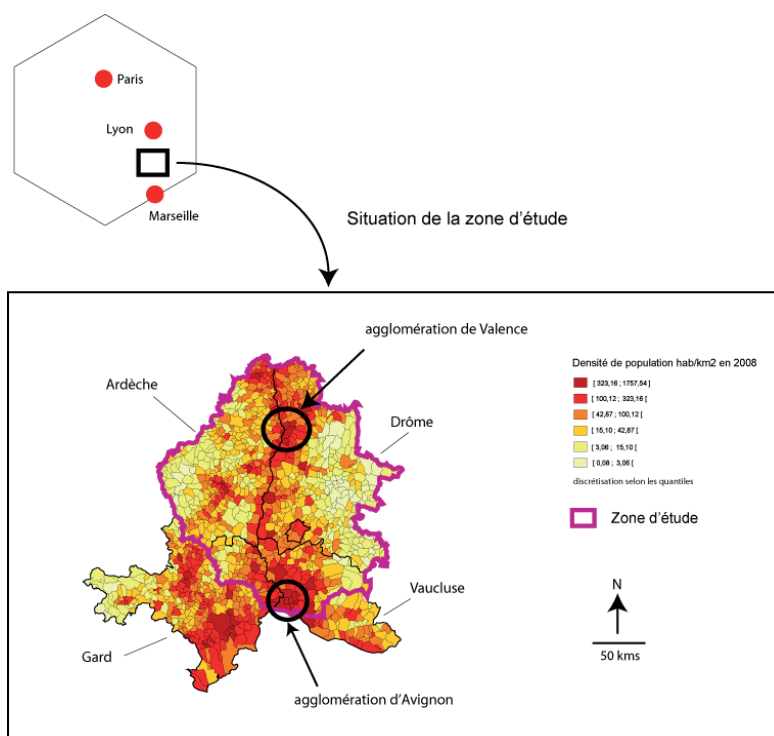 Paris
Lyon
Marseille
Situation de la zone d'étude
agglomération de Valence
Densité de population hab/km2 en 2008
Ardèche
[ 323,16 ; 1757,54 ]
[ 100,12 ; 323,16 [
Drôme
[ 42,87 ; 100,12 [
[ 15,10 ; 42,87 [
[ 3,06 ; 15,10 [
[ 0,08 ; 3,06 [
discrétisation selon les quantiles
Zone d'étude
N
Vaucluse
Gard
50 kms
agglomération d'Avignon